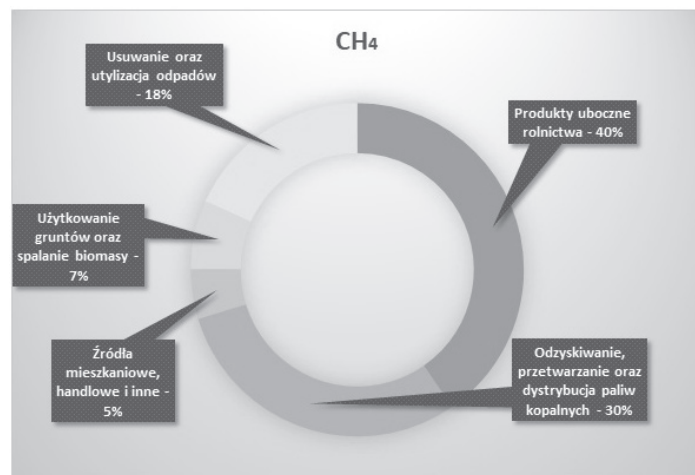 CH₄
Usuwanie oraz
utylizacja odpadów
- 18%
Produkty uboczne
rolnictwa - 40%
Użytkowanie
gruntów oraz
spalanie biomasy -
7%
Źródła
mieszkaniowe,
handlowe i inne -
5%
Odzyskiwanie,
przetwarzanie oraz
dystrybucja paliw
kopalnych - 30%